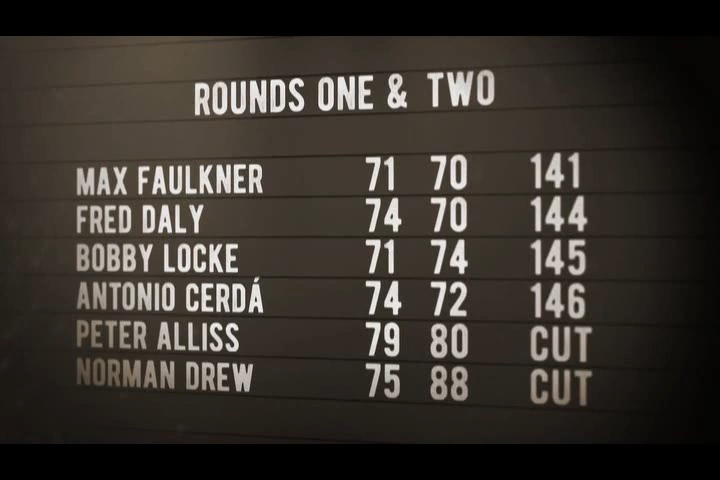 ROUNDS ONE & TWO
MAX FAULKNER 71 70 141
FRED DALY 74 70 144
BOBBY LOCKE 71 74 145
ANTONIO CERDÁ 74 72 146
PETER ALLISS 79 80 CUT
NORMAN DREW 75 88 CUT